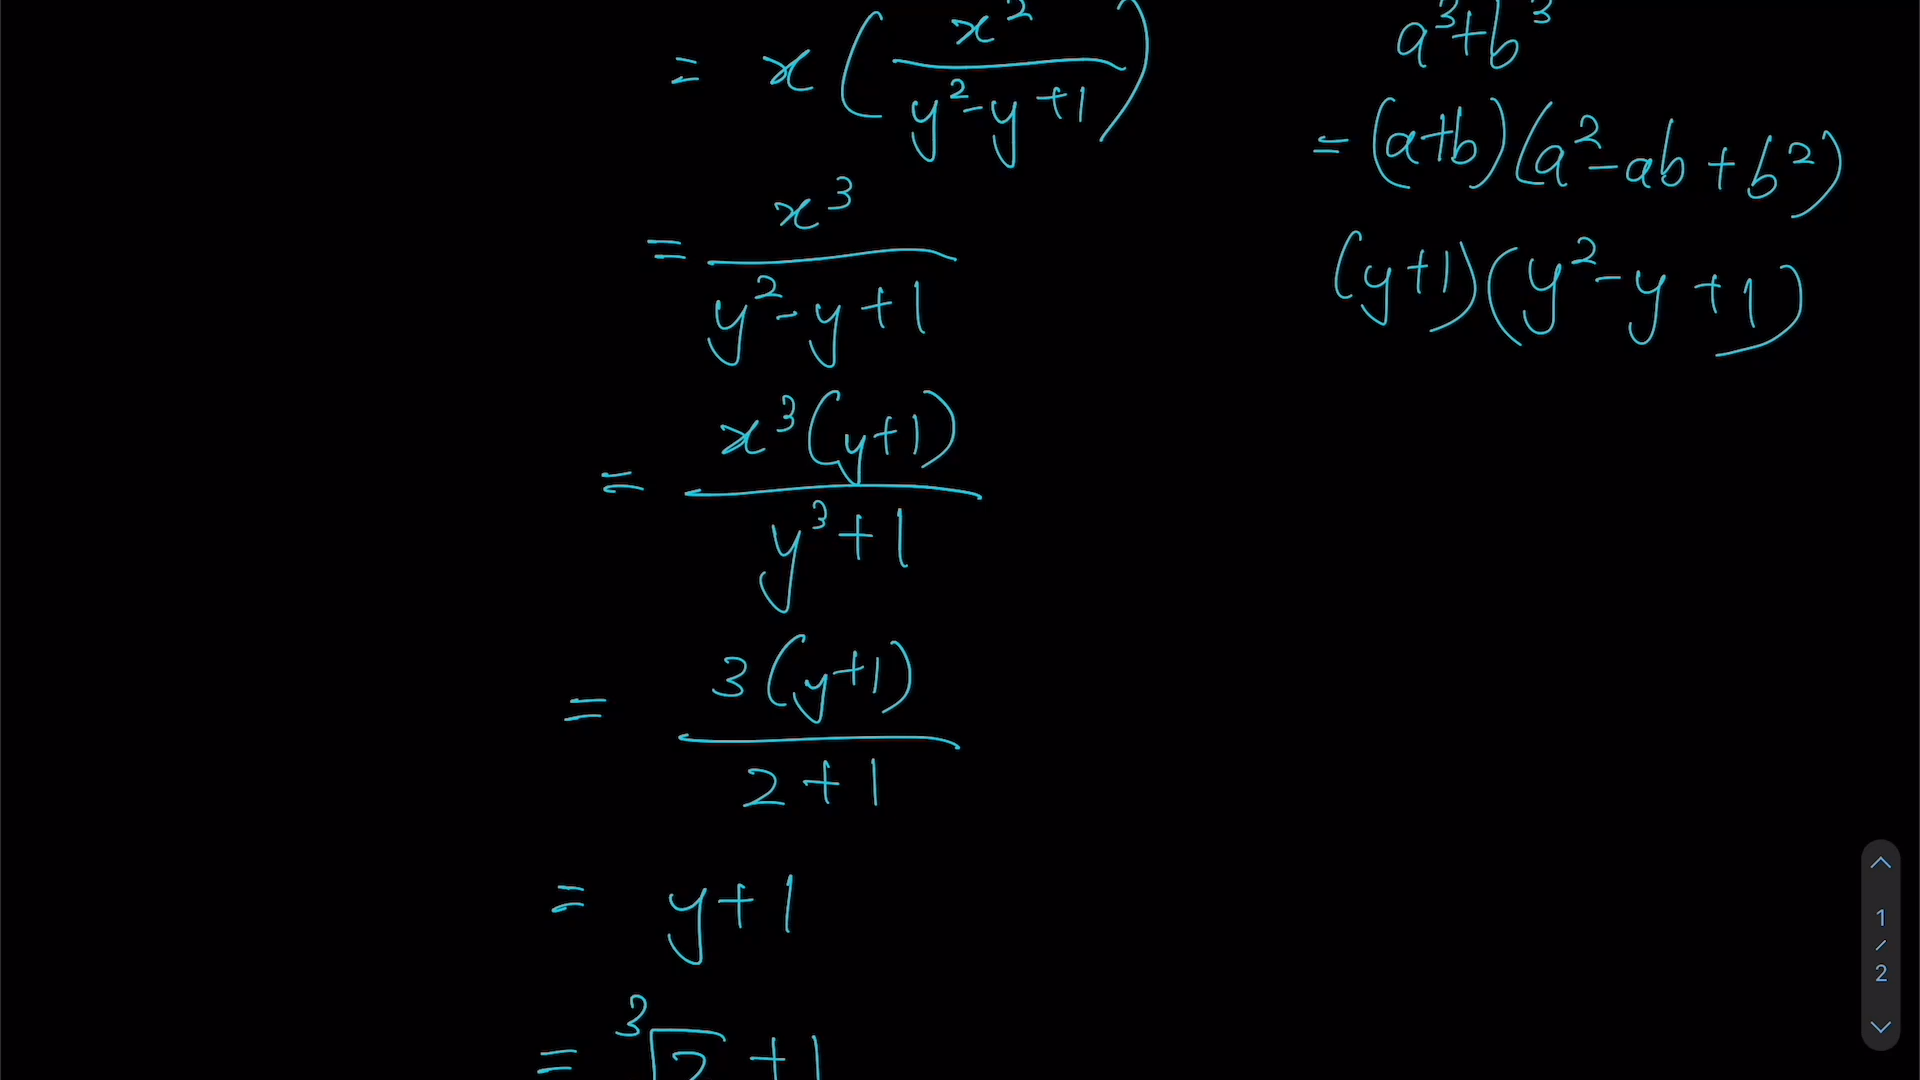 = x ( x² / (y² - y + 1) )
= x³ / (y² - y + 1)
= x³(y+1) / (y³ + 1)
= 3(y+1) / (2 + 1)
= y + 1
= ³√2 + 1
a³ + b³
= (a+b)(a² - ab + b²)
(y+1)(y² - y + 1)
1
/
2